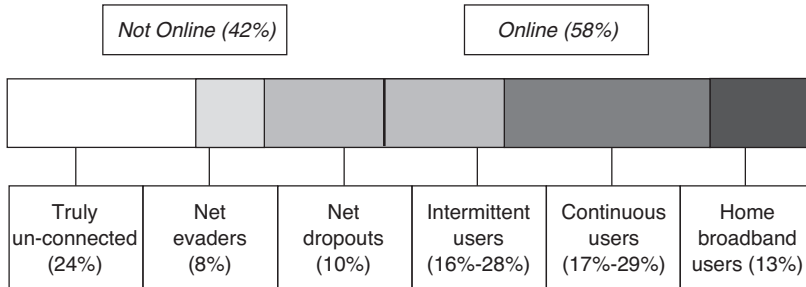 Not Online (42%)
Online (58%)
Truly
un-connected
(24%)
Net
evaders
(8%)
Net
dropouts
(10%)
Intermittent
users
(16%-28%)
Continuous
users
(17%-29%)
Home
broadband
users (13%)